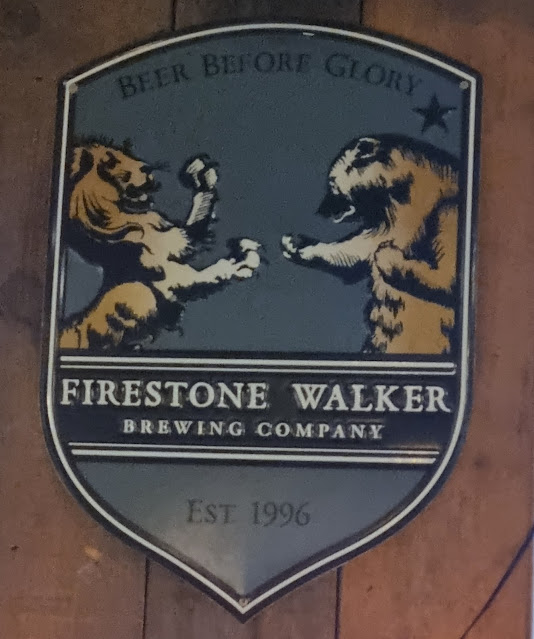 Beer Before Glory
FIRESTONE WALKER
BREWING COMPANY
Est 1996